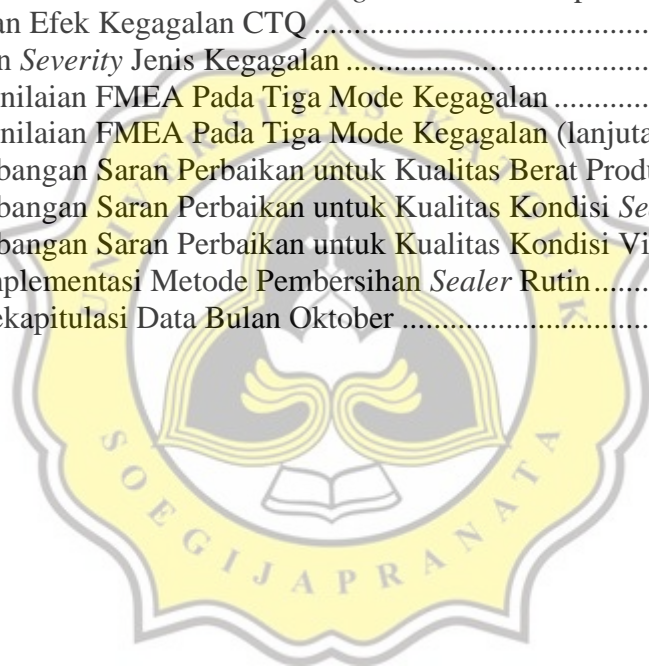 an Efek Kegagalan CTQ ....................................................
n Severity Jenis Kegagalan ..............................................
nilaian FMEA Pada Tiga Mode Kegagalan ..............
nilaian FMEA Pada Tiga Mode Kegagalan (lanjuta
bangan Saran Perbaikan untuk Kualitas Berat Produ
bangan Saran Perbaikan untuk Kualitas Kondisi Se
bangan Saran Perbaikan untuk Kualitas Kondisi Vi
plementasi Metode Pembersihan Sealer Rutin ........
ekapitulasi Data Bulan Oktober ....................................
UNIVERSITAS KATOLIK
SOEGIJAPRANATA